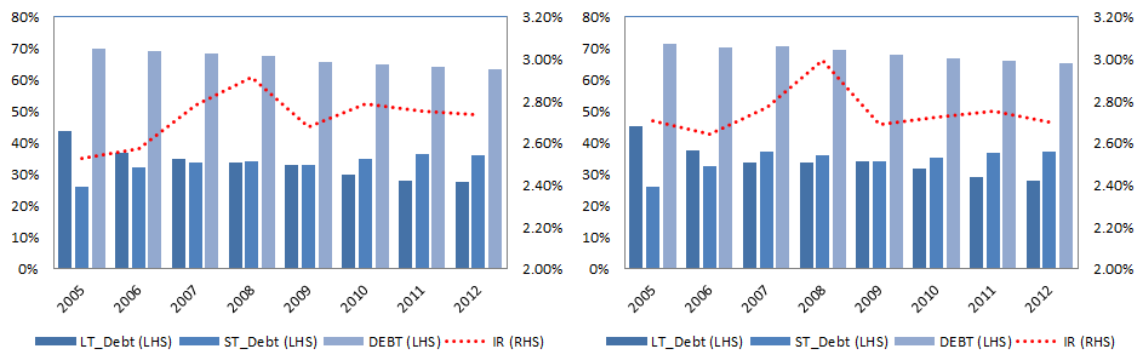 80% 3.20% 80% 3.20%
70% 3.00% 70% 3.00%
60% 2.80% 60% 2.80%
50% 50%
40% 2.60% 40% 2.60%
30% 2.40% 30% 2.40%
20% 20%
10% 2.20% 10% 2.20%
0% 2.00% 0% 2.00%
2005 2006 2007 2008 2009 2010 2011 2012 2005 2006 2007 2008 2009 2010 2011 2012
LT_Debt (LHS) ST_Debt (LHS) DEBT (LHS) IR (RHS) LT_Debt (LHS) ST_Debt (LHS) DEBT (LHS) IR (RHS)